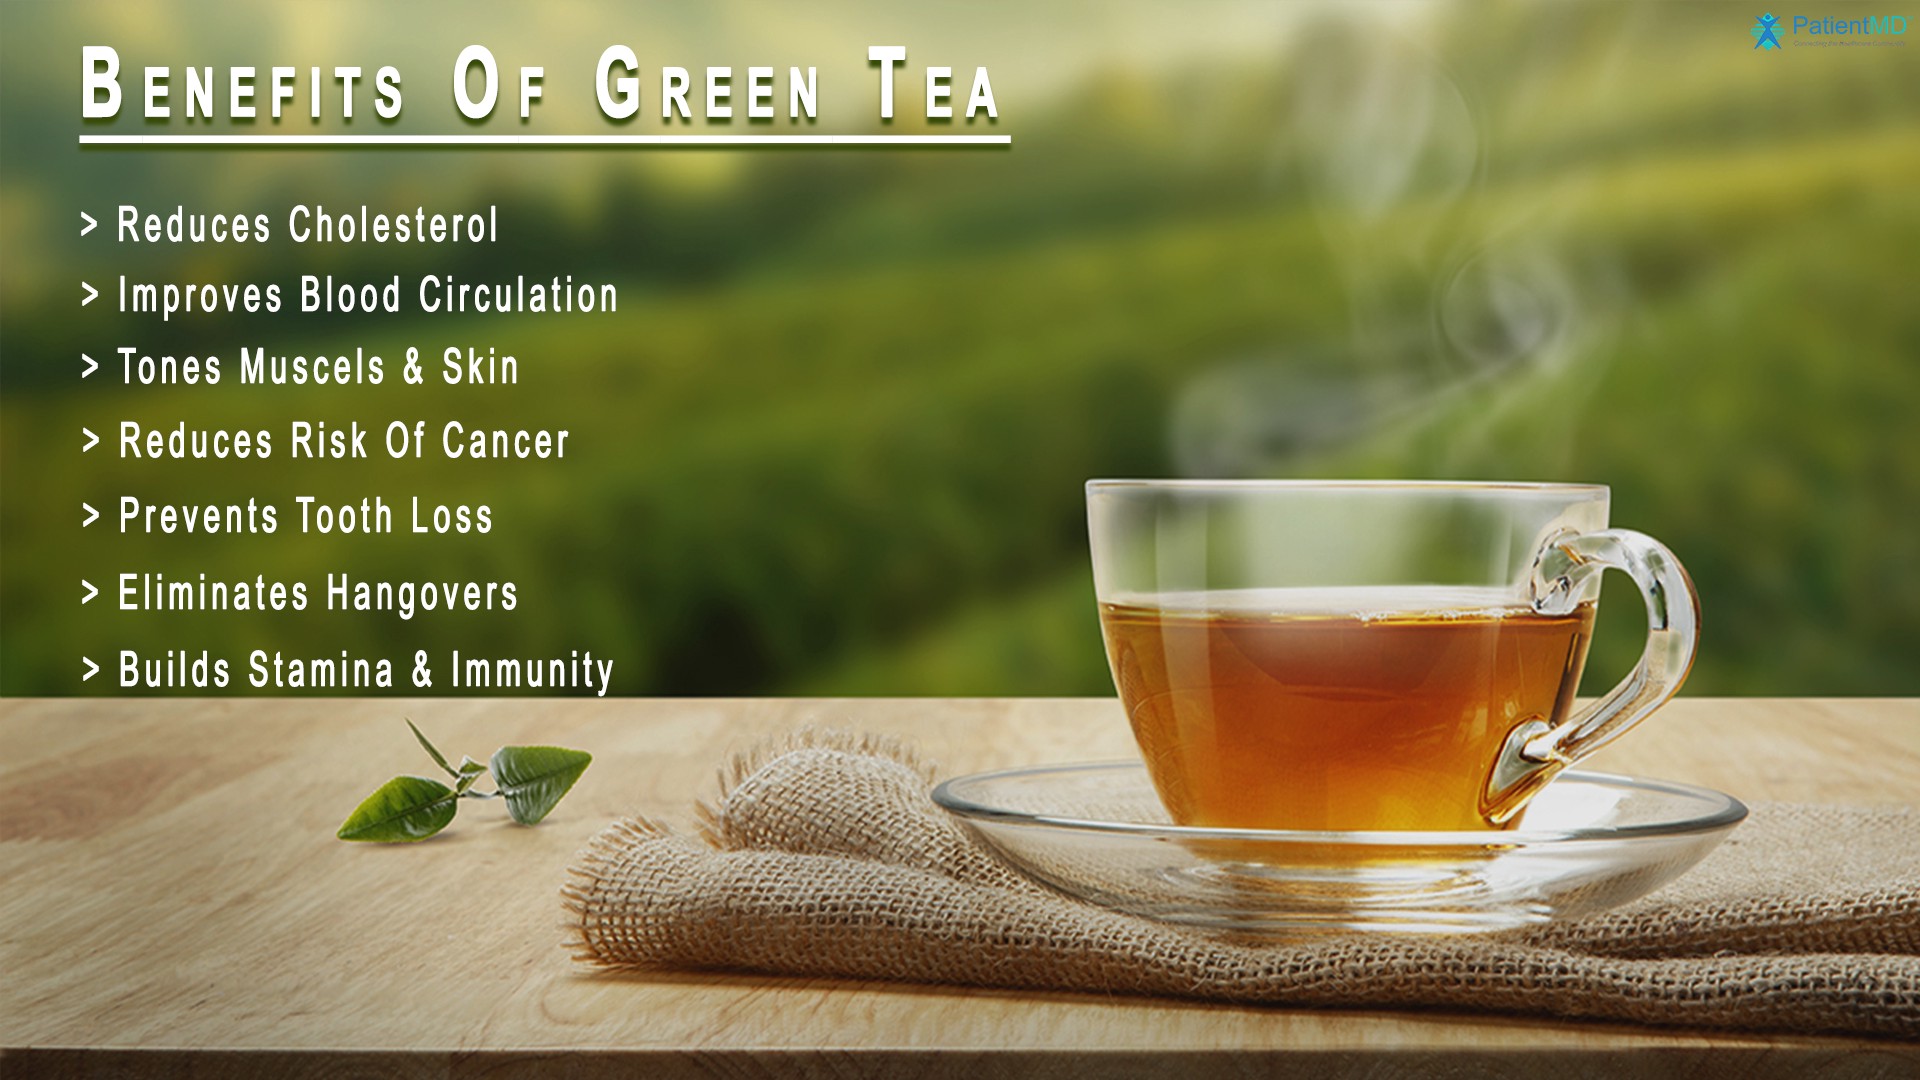 PatientMD
Benefits Of Green Tea
> Reduces Cholesterol
> Improves Blood Circulation
> Tones Muscels & Skin
> Reduces Risk Of Cancer
> Prevents Tooth Loss
> Eliminates Hangovers
> Builds Stamina & Immunity